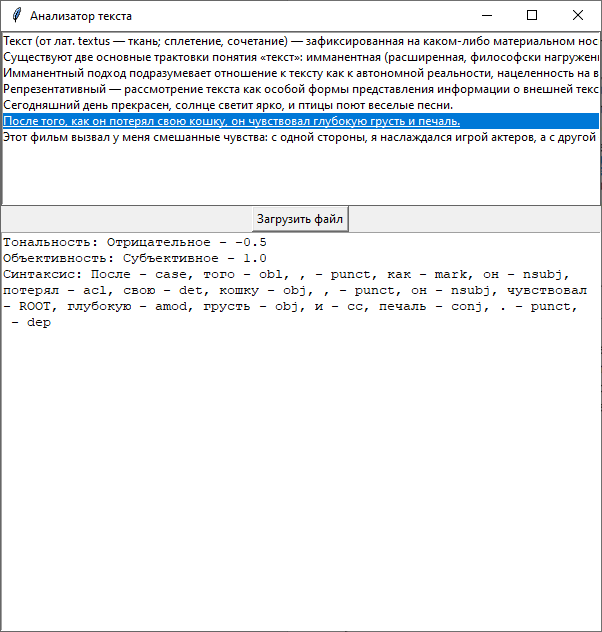 Анализатор текста
Текст (от лат. textus — ткань; сплетение, сочетание) — зафиксированная на каком-либо материальном нос
Существуют две основные трактовки понятия «текст»: имманентная (расширенная, философски нагружен
Имманентный подход подразумевает отношение к тексту как к автономной реальности, нацеленность на в
Репрезентативный — рассмотрение текста как особой формы представления информации о внешней текс
Сегодняшний день прекрасен, солнце светит ярко, и птицы поют веселые песни.
После того, как он потерял свою кошку, он чувствовал глубокую грусть и печаль.
Этот фильм вызвал у меня смешанные чувства: с одной стороны, я наслаждался игрой актеров, а с другой
Загрузить файл
Тональность: Отрицательное - -0.5
Объективность: Субъективное - 1.0
Синтаксис: После - case, того - obl, , - punct, как - mark, он - nsubj,
потерял - acl, свою - det, кошку - obj, , - punct, он - nsubj, чувствовал
- ROOT, глубокую - amod, грусть - obj, и - cc, печаль - conj, . - punct,
- dep